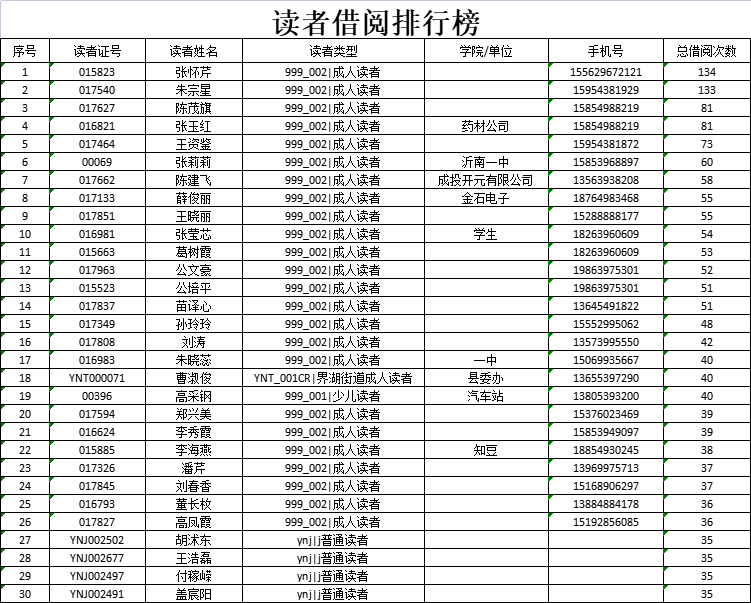 读者借阅排行榜
序号 读者证号 读者姓名 读者类型 学院/单位 手机号 总借阅次数
1 015823 张怀芹 999_002|成人读者 155629672121 134
2 017540 朱宗星 999_002|成人读者 15954381929 133
3 017627 陈茂旗 999_002|成人读者 15854988219 81
4 016821 张玉红 999_002|成人读者 药材公司 15854988219 81
5 017464 王资鉴 999_002|成人读者 15954381872 73
6 00069 张莉莉 999_002|成人读者 沂南一中 15853968897 60
7 017662 陈建飞 999_002|成人读者 成投开元有限公司 13563938208 58
8 017133 薛俊丽 999_002|成人读者 金石电子 18764983468 55
9 017851 王晓丽 999_002|成人读者 15288888177 55
10 016981 张莹芯 999_002|成人读者 学生 18263960609 54
11 015663 葛树霞 999_002|成人读者 18263960609 53
12 017963 公文豪 999_002|成人读者 19863975301 52
13 015523 公培平 999_002|成人读者 19863975301 51
14 017837 苗译心 999_002|成人读者 13645491822 51
15 017349 孙玲玲 999_002|成人读者 15552995062 48
16 017808 刘涛 999_002|成人读者 13573995550 42
17 016983 朱晓蕊 999_002|成人读者 一中 15069935667 40
18 YNT000071 曹淑俊 YNT_001CR|界湖街道成人读者 县委办 13655397290 40
19 00396 高采钢 999_001|少儿读者 汽车站 13805393200 40
20 017594 郑兴美 999_002|成人读者 15376023469 39
21 016624 李秀霞 999_002|成人读者 15853949097 39
22 015885 李海燕 999_002|成人读者 知豆 18854930245 38
23 017326 潘芹 999_002|成人读者 13969975713 37
24 017845 刘春香 999_002|成人读者 15168906297 37
25 016793 董长枚 999_002|成人读者 13884884178 36
26 017827 高凤霞 999_002|成人读者 15192856085 36
27 YNJ002502 胡沭东 ynj|j普通读者 35
28 YNJ002677 王浩磊 ynj|j普通读者 35
29 YNJ002497 付稼嵘 ynj|j普通读者 35
30 YNJ002491 盖宸阳 ynj|j普通读者 35